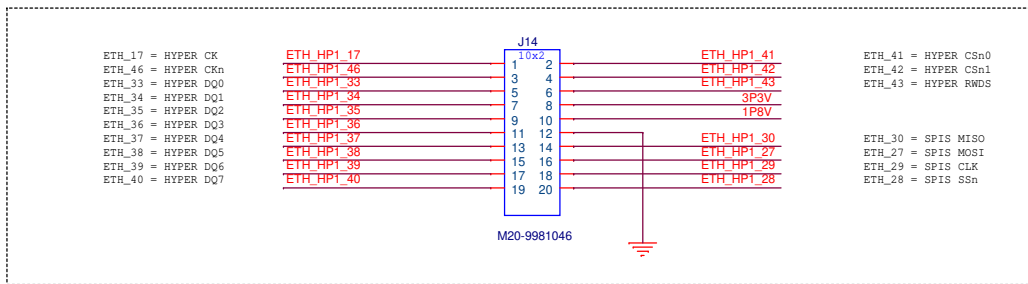 J14
10x2
ETH_17 = HYPER CK
ETH_46 = HYPER CKn
ETH_33 = HYPER DQ0
ETH_34 = HYPER DQ1
ETH_35 = HYPER DQ2
ETH_36 = HYPER DQ3
ETH_37 = HYPER DQ4
ETH_38 = HYPER DQ5
ETH_39 = HYPER DQ6
ETH_40 = HYPER DQ7
ETH_HP1_17
ETH_HP1_46
ETH_HP1_33
ETH_HP1_34
ETH_HP1_35
ETH_HP1_36
ETH_HP1_37
ETH_HP1_38
ETH_HP1_39
ETH_HP1_40
1 2
3 4
5 6
7 8
9 10
11 12
13 14
15 16
17 18
19 20
M20-9981046
ETH_HP1_41
ETH_HP1_42
ETH_HP1_43
3P3V
1P8V
ETH_HP1_30
ETH_HP1_27
ETH_HP1_29
ETH_HP1_28
ETH_41 = HYPER CSn0
ETH_42 = HYPER CSn1
ETH_43 = HYPER RWDS
ETH_30 = SPIS MISO
ETH_27 = SPIS MOSI
ETH_29 = SPIS CLK
ETH_28 = SPIS SSn